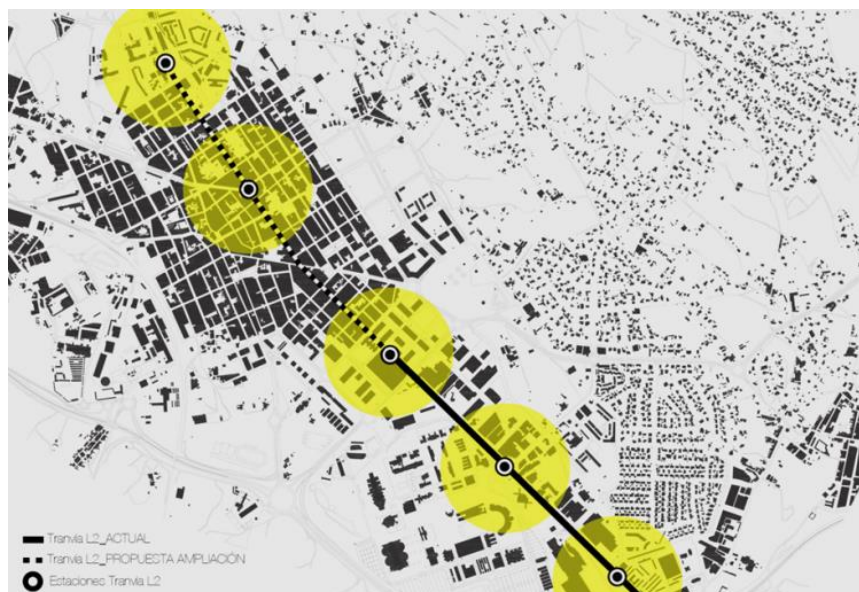 Tranvía L2_ACTUAL
Tranvía L2_PROPUESTA AMPLIACIÓN
Estaciones Tranvía L2